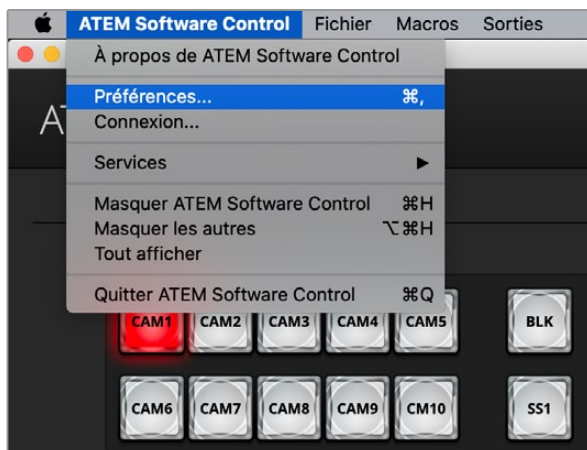 ATEM Software Control Fichier Macros Sorties
À propos de ATEM Software Control
Préférences... ⌘,
AT
Connexion...
Services ▶
Masquer ATEM Software Control ⌘H
Masquer les autres ⌥⌘H
Tout afficher
Quitter ATEM Software Control ⌘Q
CAM1 CAM2 CAM3 CAM4 CAM5 BLK
CAM6 CAM7 CAM8 CAM9 CM10 SS1